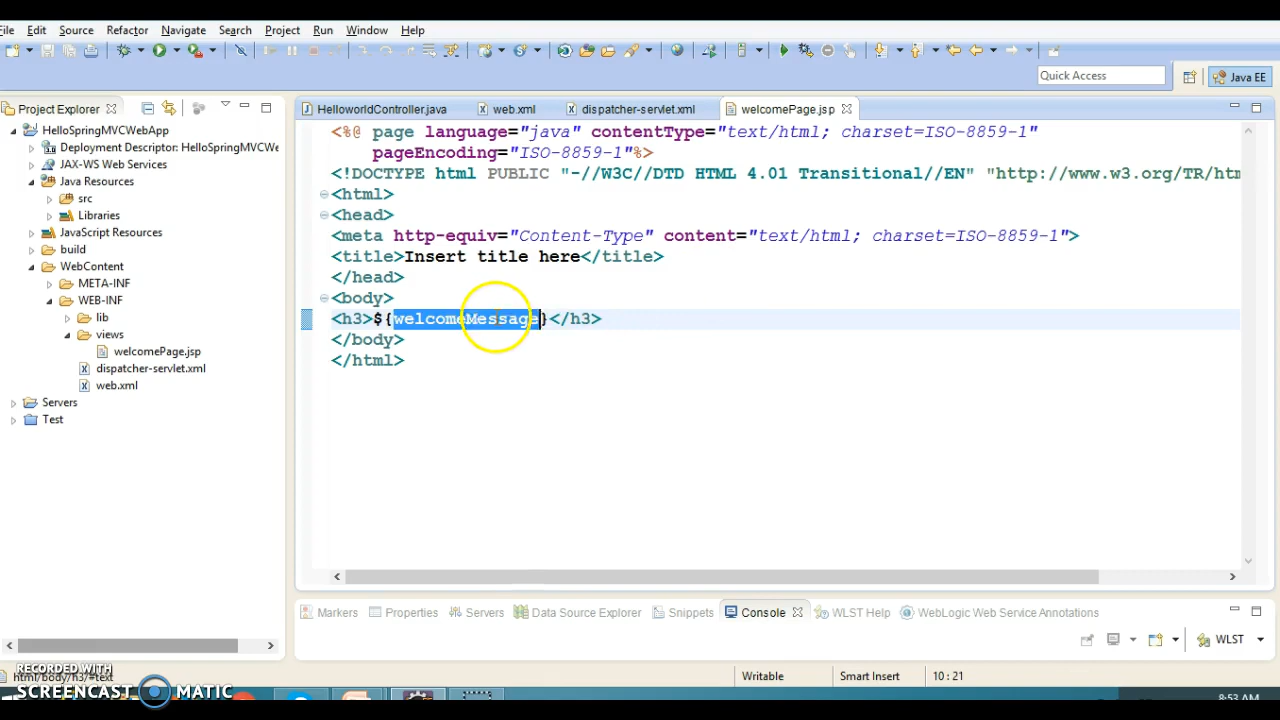 File Edit Source Refactor Navigate Search Project Run Window Help
Quick Access
Java EE
Project Explorer
HelloSpringMVCWebApp
Deployment Descriptor: HelloSpringMVCWe
JAX-WS Web Services
Java Resources
src
Libraries
JavaScript Resources
build
WebContent
META-INF
WEB-INF
lib
views
welcomePage.jsp
dispatcher-servlet.xml
web.xml
Servers
Test
HelloworldController.java web.xml dispatcher-servlet.xml welcomePage.jsp
<%@ page language="java" contentType="text/html; charset=ISO-8859-1"
pageEncoding="ISO-8859-1"%>
<!DOCTYPE html PUBLIC "-//W3C//DTD HTML 4.01 Transitional//EN" "http://www.w3.org/TR/htm
<html>
<head>
<meta http-equiv="Content-Type" content="text/html; charset=ISO-8859-1">
<title>Insert title here</title>
</head>
<body>
<h3>${welcomeMessage}</h3>
</body>
</html>
Markers Properties Servers Data Source Explorer Snippets Console WLST Help WebLogic Web Service Annotations
WLST
html/body/h3/#text
Writable Smart Insert 10 : 21
RECORDED WITH
SCREENCAST MATIC
8:53 AM